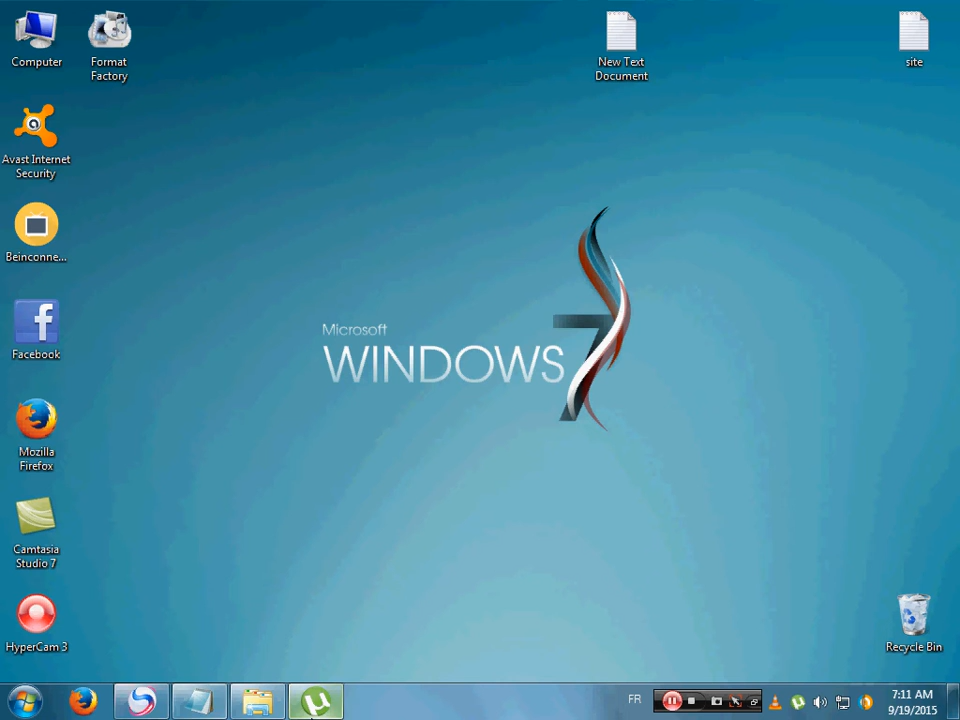 Computer
Format
Factory
New Text
Document
site
Avast Internet
Security
Beinconne...
Facebook
Mozilla
Firefox
Camtasia
Studio 7
HyperCam 3
Microsoft
WINDOWS 7
Recycle Bin
FR
7:11 AM
9/19/2015